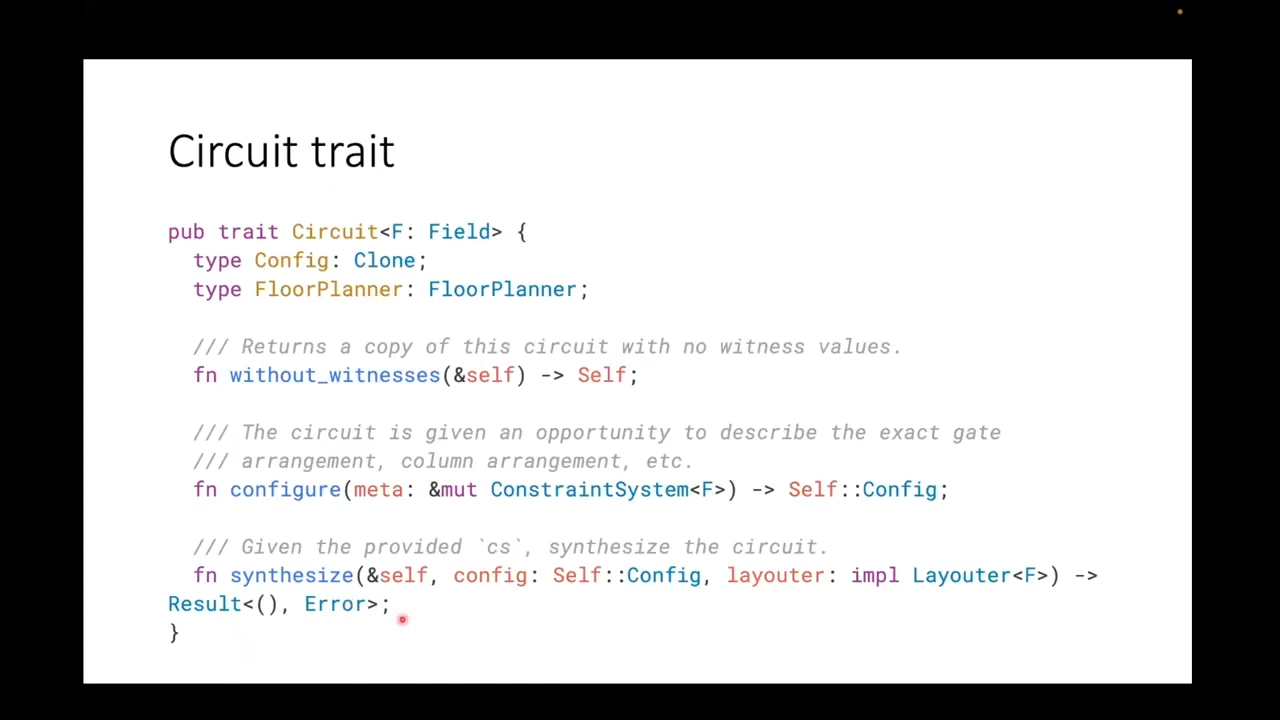 Circuit trait
pub trait Circuit<F: Field> {
type Config: Clone;
type FloorPlanner: FloorPlanner;
/// Returns a copy of this circuit with no witness values.
fn without_witnesses(&self) -> Self;
/// The circuit is given an opportunity to describe the exact gate
/// arrangement, column arrangement, etc.
fn configure(meta: &mut ConstraintSystem<F>) -> Self::Config;
/// Given the provided `cs`, synthesize the circuit.
fn synthesize(&self, config: Self::Config, layouter: impl Layouter<F>) ->
Result<(), Error>;
}